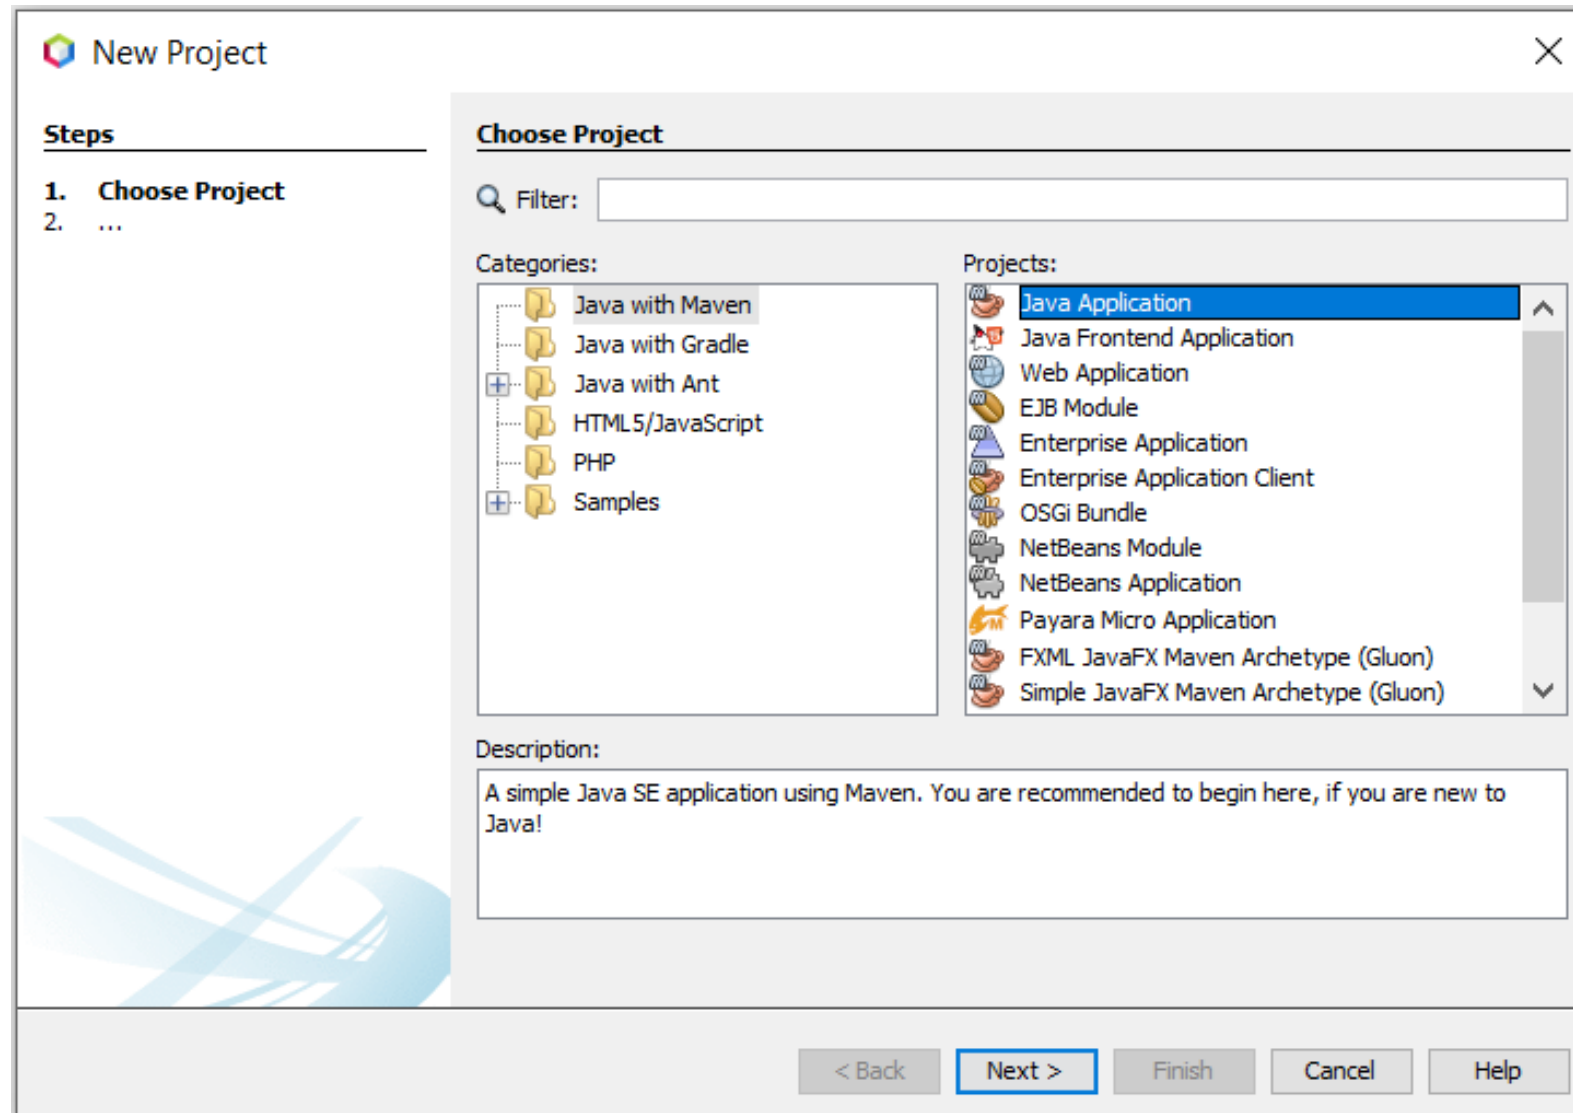 New Project
Steps
1. Choose Project
2. ...
Choose Project
Filter:
Categories:
Java with Maven
Java with Gradle
Java with Ant
HTML5/JavaScript
PHP
Samples
Projects:
Java Application
Java Frontend Application
Web Application
EJB Module
Enterprise Application
Enterprise Application Client
OSGi Bundle
NetBeans Module
NetBeans Application
Payara Micro Application
FXML JavaFX Maven Archetype (Gluon)
Simple JavaFX Maven Archetype (Gluon)
Description:
A simple Java SE application using Maven. You are recommended to begin here, if you are new to
Java!
< Back
Next >
Finish
Cancel
Help